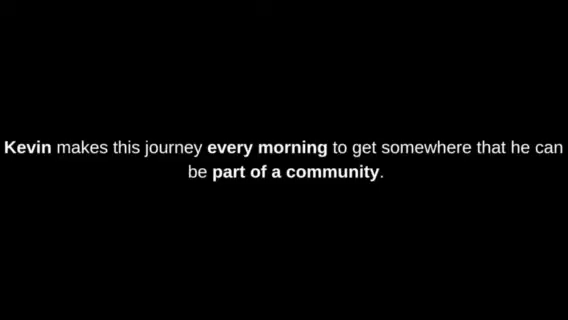 Kevin makes this journey every morning to get somewhere that he can
be part of a community.